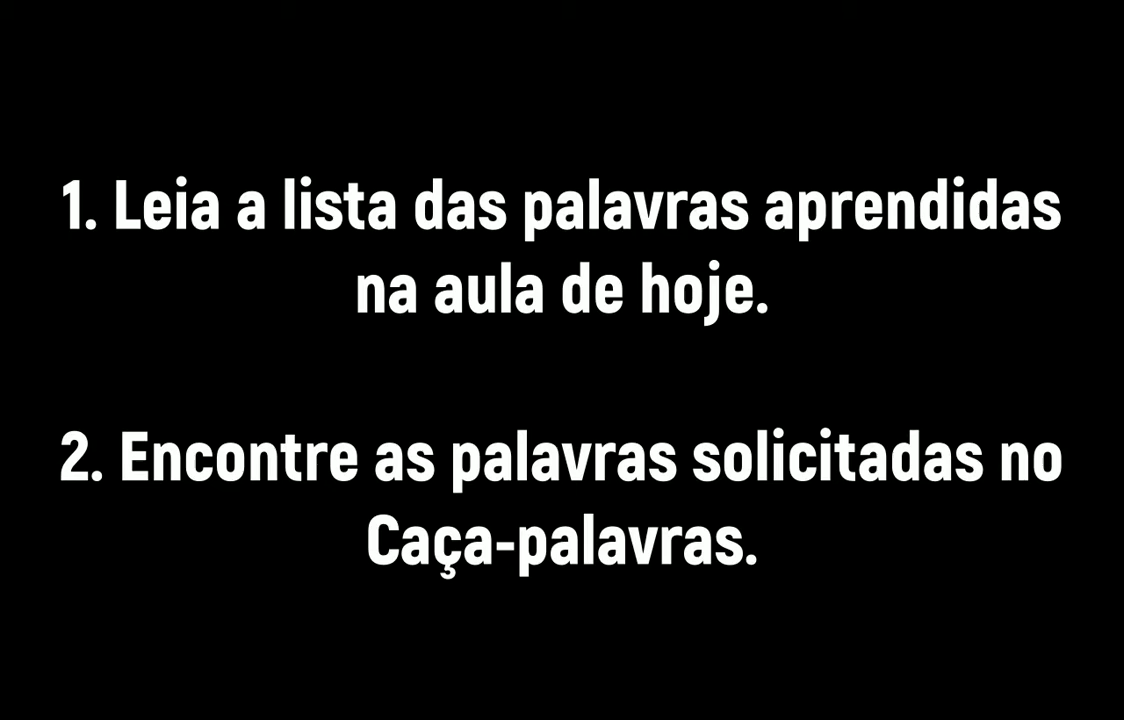 1. Leia a lista das palavras aprendidas
na aula de hoje.
2. Encontre as palavras solicitadas no
Caça-palavras.